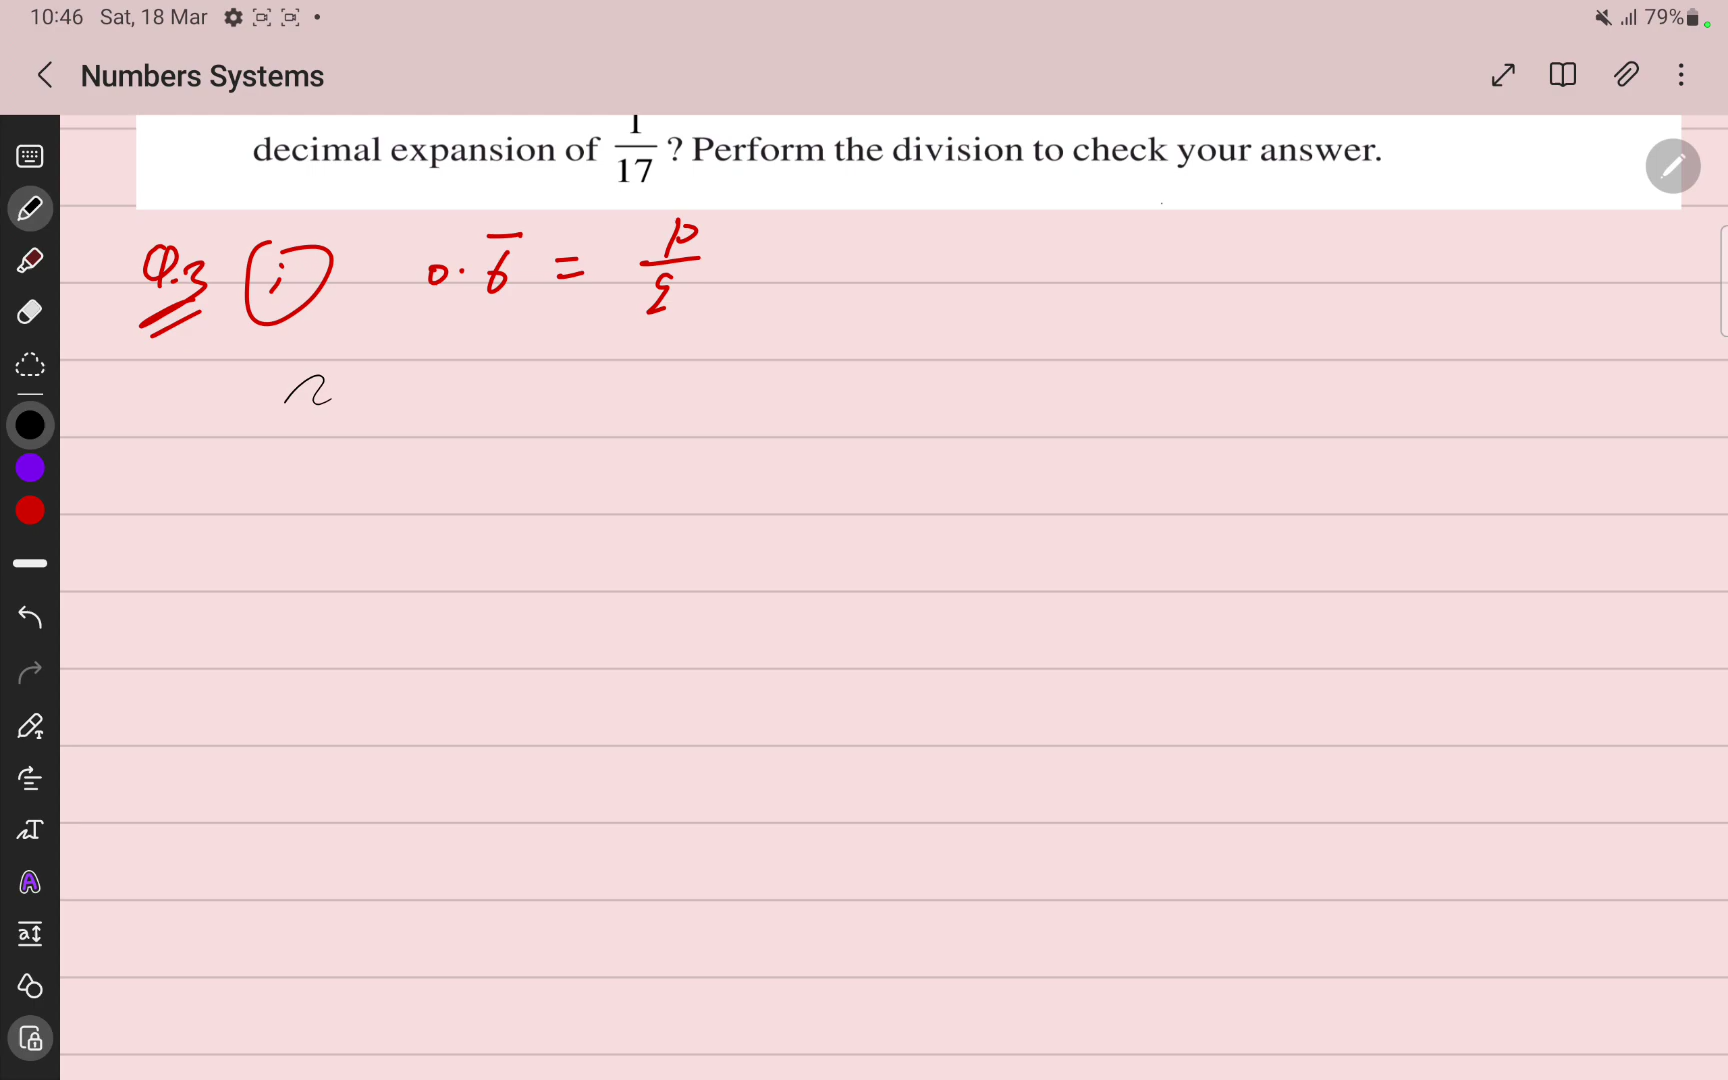 10:46 Sat, 18 Mar 79%
Numbers Systems
decimal expansion of 1/17 ? Perform the division to check your answer.
Q.3 (i) 0.6̅ = p/q